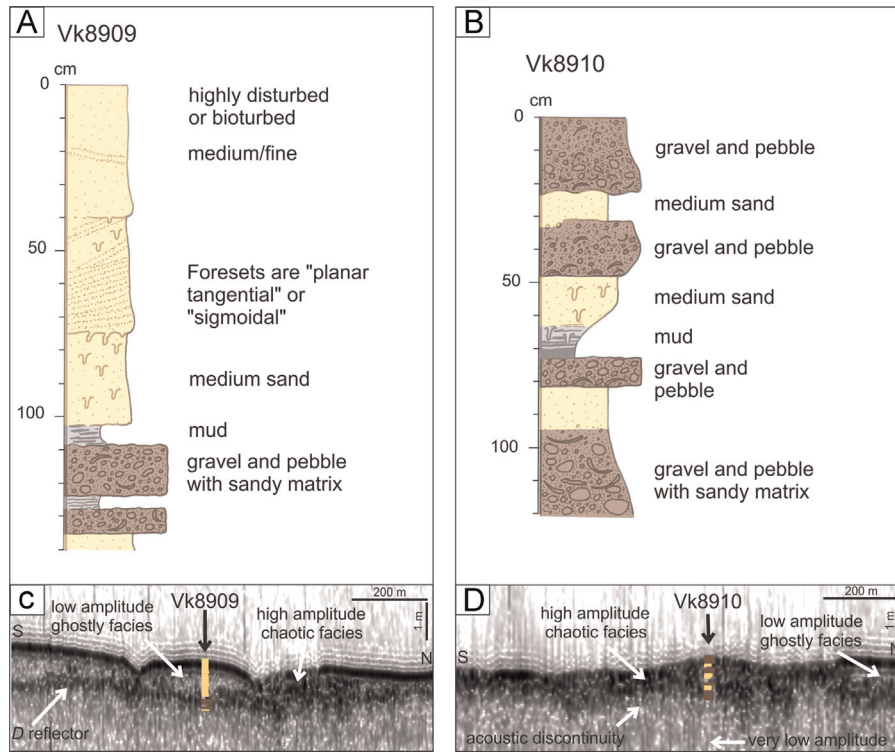 A
Vk8909
0
cm
highly disturbed
or bioturbed
medium/fine
50
Foresets are "planar
tangential" or
"sigmoidal"
medium sand
100
mud
gravel and pebble
with sandy matrix
B
Vk8910
cm
0
gravel and pebble
medium sand
gravel and pebble
50
medium sand
mud
gravel and
pebble
100
gravel and pebble
with sandy matrix
c
Vk8909
200 m
low amplitude
ghostly facies
high amplitude
chaotic facies
1 m
S
N
D reflector
D
Vk8910
200 m
high amplitude
chaotic facies
low amplitude
ghostly facies
1 m
S
N
acoustic discontinuity
very low amplitude